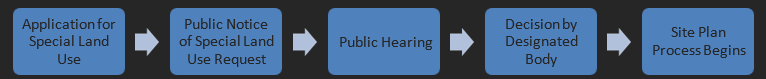 Application for
Special Land
Use
Public Notice
of Special Land
Use Request
Public Hearing
Decision by
Designated
Body
Site Plan
Process Begins